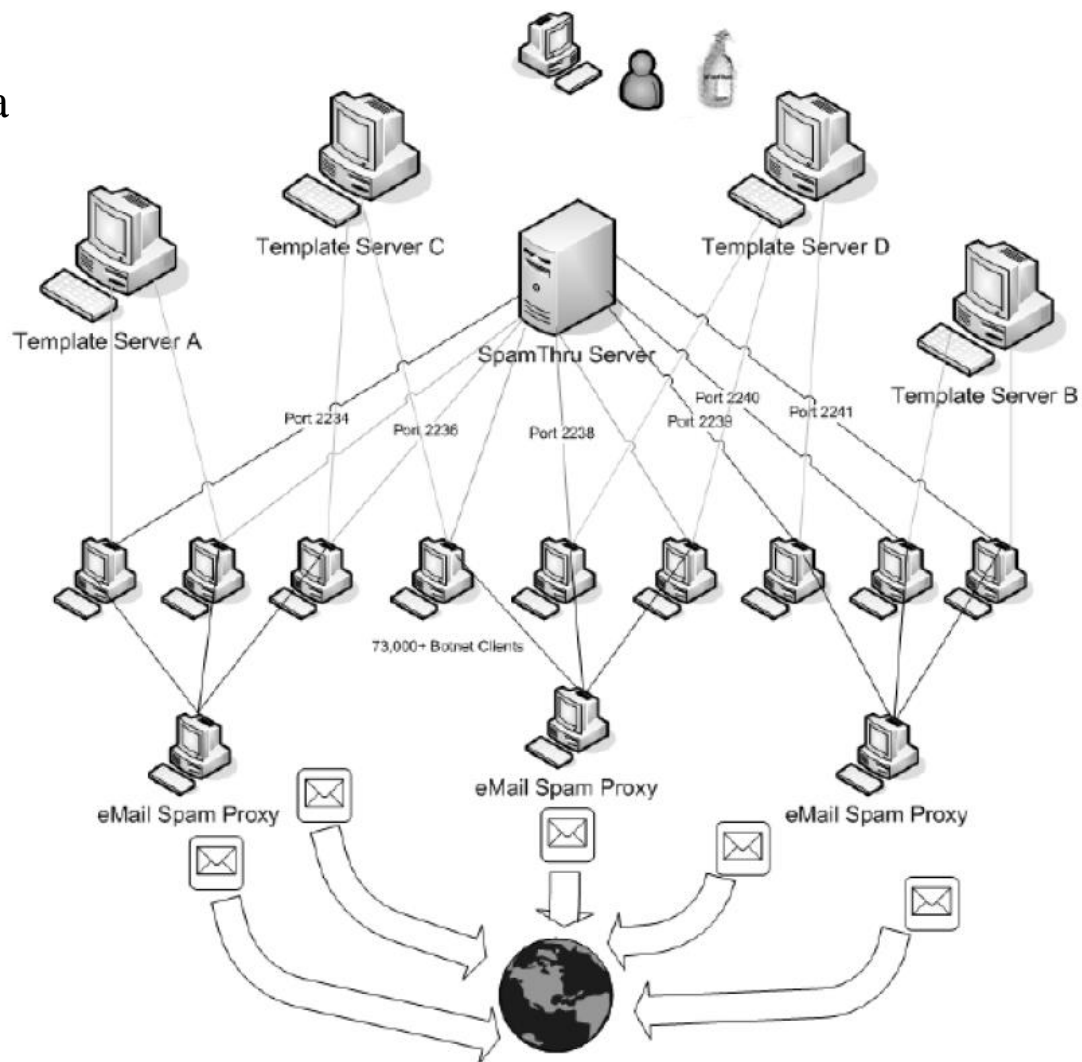 a
Template Server C
Template Server D
Template Server A
SpamThru Server
Template Server B
Port 2234
Port 2236
Port 2238
Port 2240
Port 2239
Port 2241
73,000+ Botnet Clients
eMail Spam Proxy
eMail Spam Proxy
eMail Spam Proxy